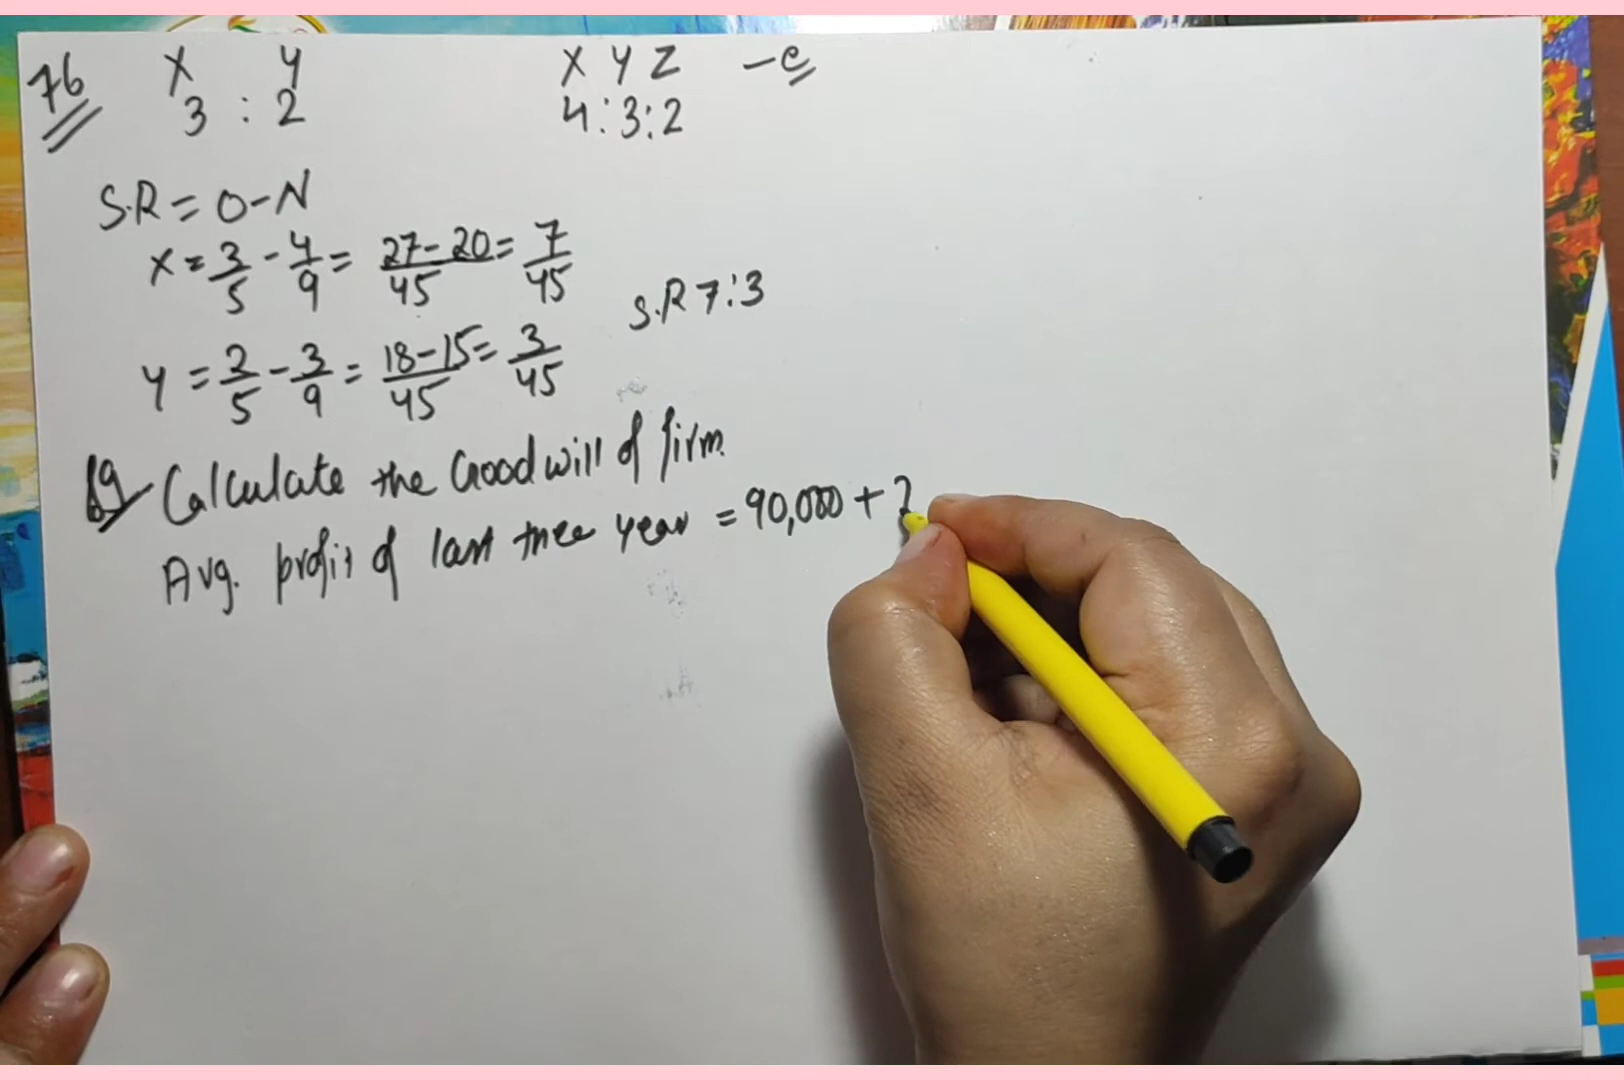 76 X Y X Y Z - e
3 : 2 4:3:2
S.R = O-N
X = 3/5 - 4/9 = 27-20/45 = 7/45
S.R 7:3
Y = 2/5 - 3/9 = 18-15/45 = 3/45
Calculate the Goodwill of firm.
Avg. profit of last three year = 90,000 + 2